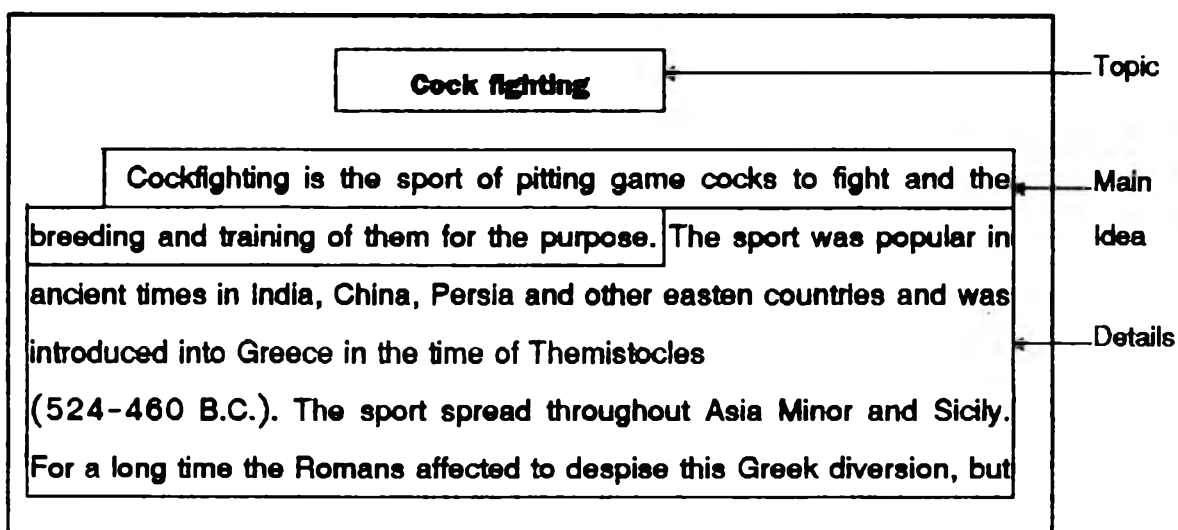 Cock fighting
Topic
Cockfighting is the sport of pitting game cocks to fight and the
breeding and training of them for the purpose. The sport was popular in
ancient times in India, China, Persia and other easten countries and was
introduced into Greece in the time of Themistocles
(524-460 B.C.). The sport spread throughout Asia Minor and Sicily.
For a long time the Romans affected to despise this Greek diversion, but
Main
Idea
Details